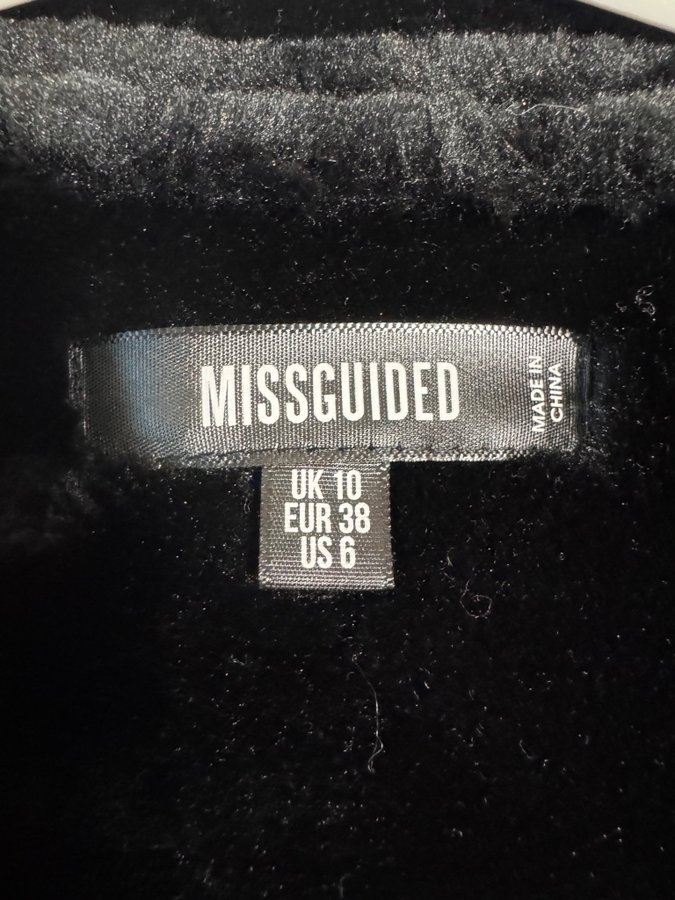 MISSGUIDED
MADE IN
CHINA
UK 10
EUR 38
US 6